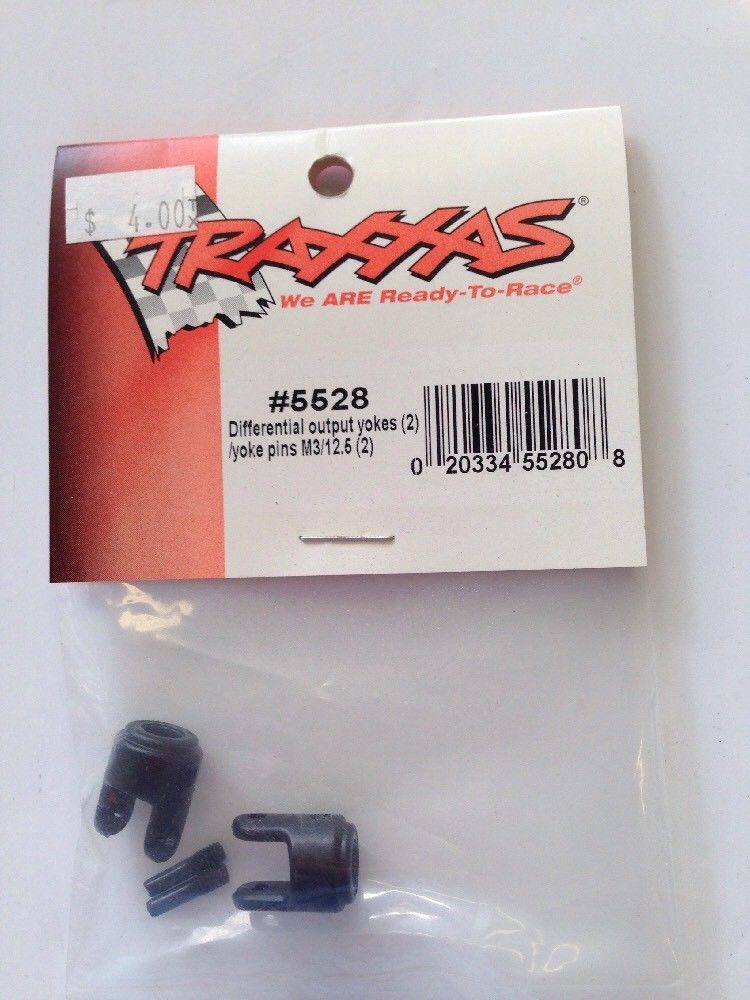 $ 4.00
TRAXXAS®
We ARE Ready-To-Race®
#5528
Differential output yokes (2)
/yoke pins M3/12.5 (2)
0 20334 55280 8